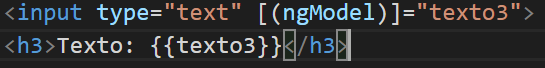 <input type="text" [(ngModel)]="texto3">
<h3>Texto: {{texto3}}</h3>